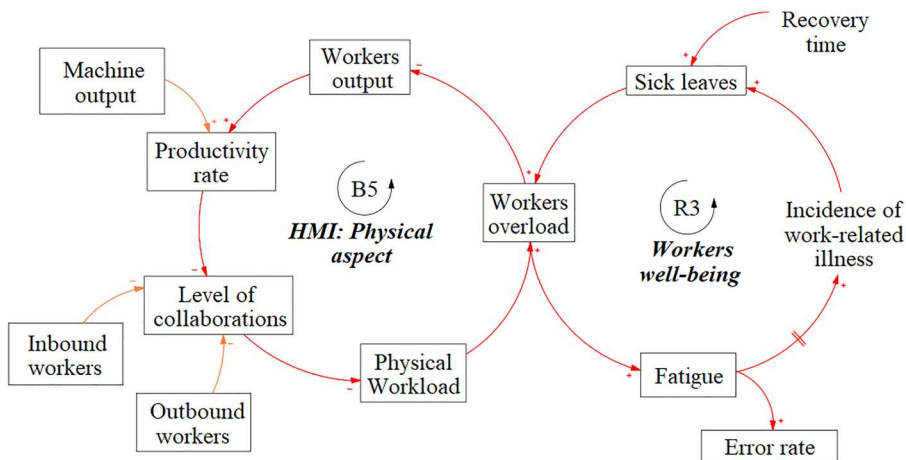 Machine
output
Workers
output
Recovery
time
Sick leaves
Productivity
rate
B5
HMI: Physical
aspect
Workers
overload
R3
Workers
well-being
Incidence of
work-related
illness
Level of
collaborations
Inbound
workers
Outbound
workers
Physical
Workload
Fatigue
Error rate